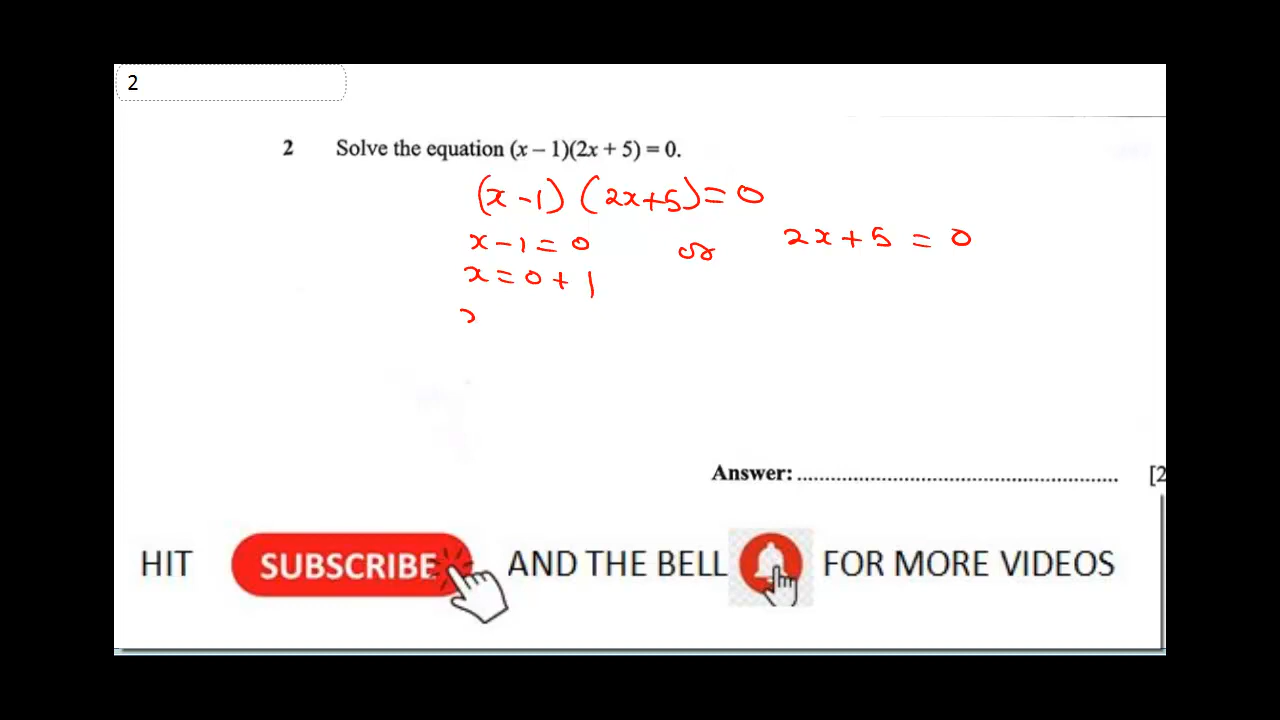 2
2 Solve the equation (x – 1)(2x + 5) = 0.
(x - 1) (2x+5) = 0
x - 1 = 0 or 2x + 5 = 0
x = 0 + 1
Answer: ........................................................ [2
HIT SUBSCRIBE AND THE BELL FOR MORE VIDEOS